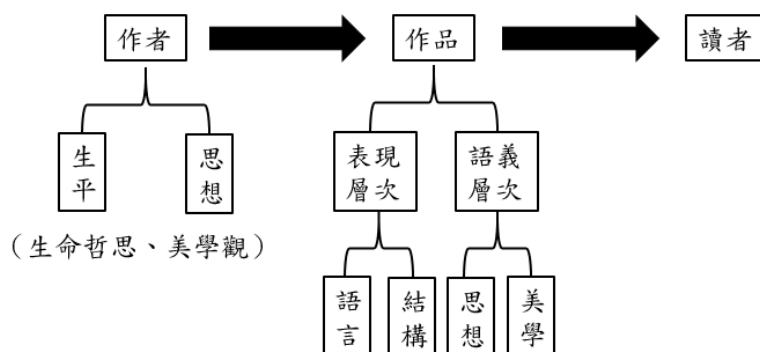 作者
作品
讀者
生平
思想
表現層次
語義層次
（生命哲思、美學觀）
語言
結構
思想
美學